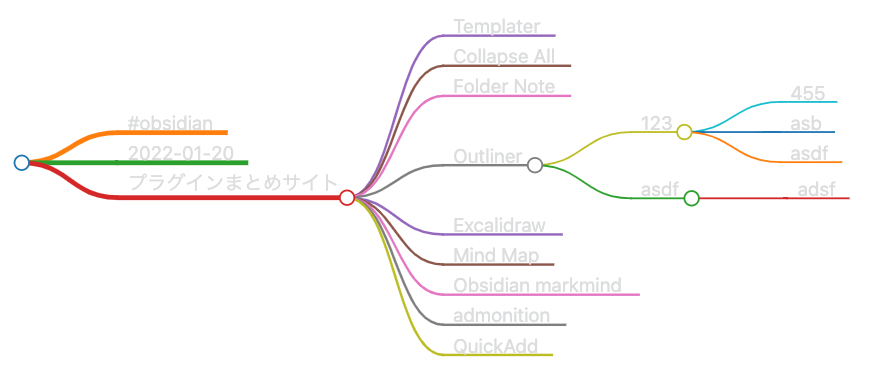 #obsidian
2022-01-20
プラグインまとめサイト
Templater
Collapse All
Folder Note
Outliner
123
455
asb
asdf
asdf
adsf
Excalidraw
Mind Map
Obsidian markmind
admonition
QuickAdd